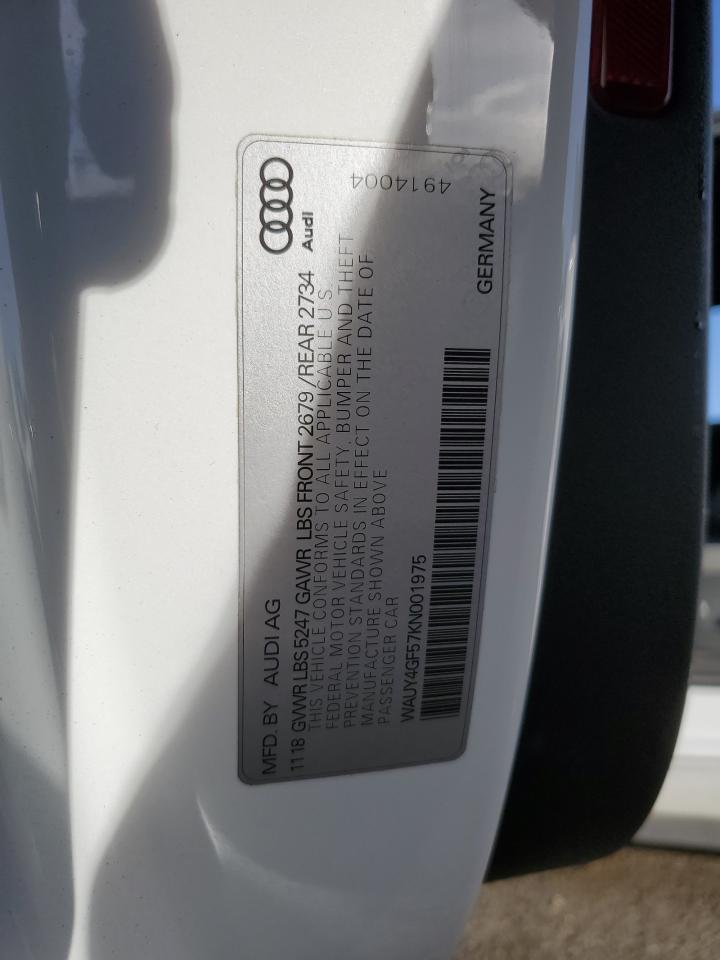 MFD. BY AUDI AG
11 18 GVWR LBS 5247 GAWR LBS FRONT 2679 / REAR 2734
Audi
THIS VEHICLE CONFORMS TO ALL APPLICABLE U S
FEDERAL MOTOR VEHICLE SAFETY, BUMPER AND THEFT
PREVENTION STANDARDS IN EFFECT ON THE DATE OF
MANUFACTURE SHOWN ABOVE
4914004
PASSENGER CAR
WAUY4GF57KN001975
GERMANY